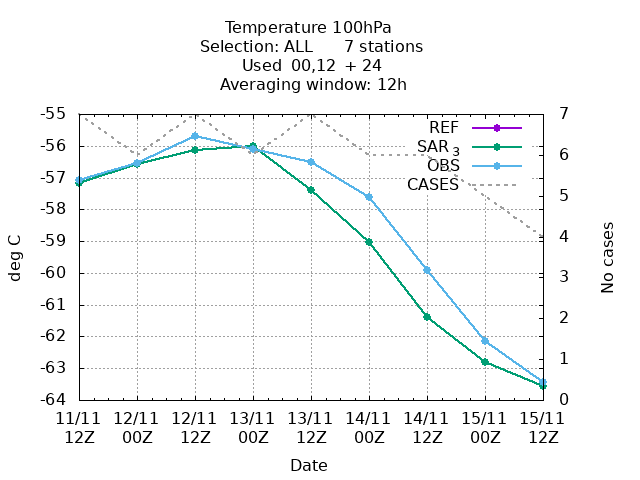 Temperature 100hPa
Selection: ALL 7 stations
Used 00,12 + 24
Averaging window: 12h
-55
-56
-57
-58
-59
-60
-61
-62
-63
-64
deg C
7
6
5
4
3
2
1
0
No cases
REF
SAR 3
OBS
CASES
11/11 12/11 12/11 13/11 13/11 14/11 14/11 15/11 15/11
12Z 00Z 12Z 00Z 12Z 00Z 12Z 00Z 12Z
Date